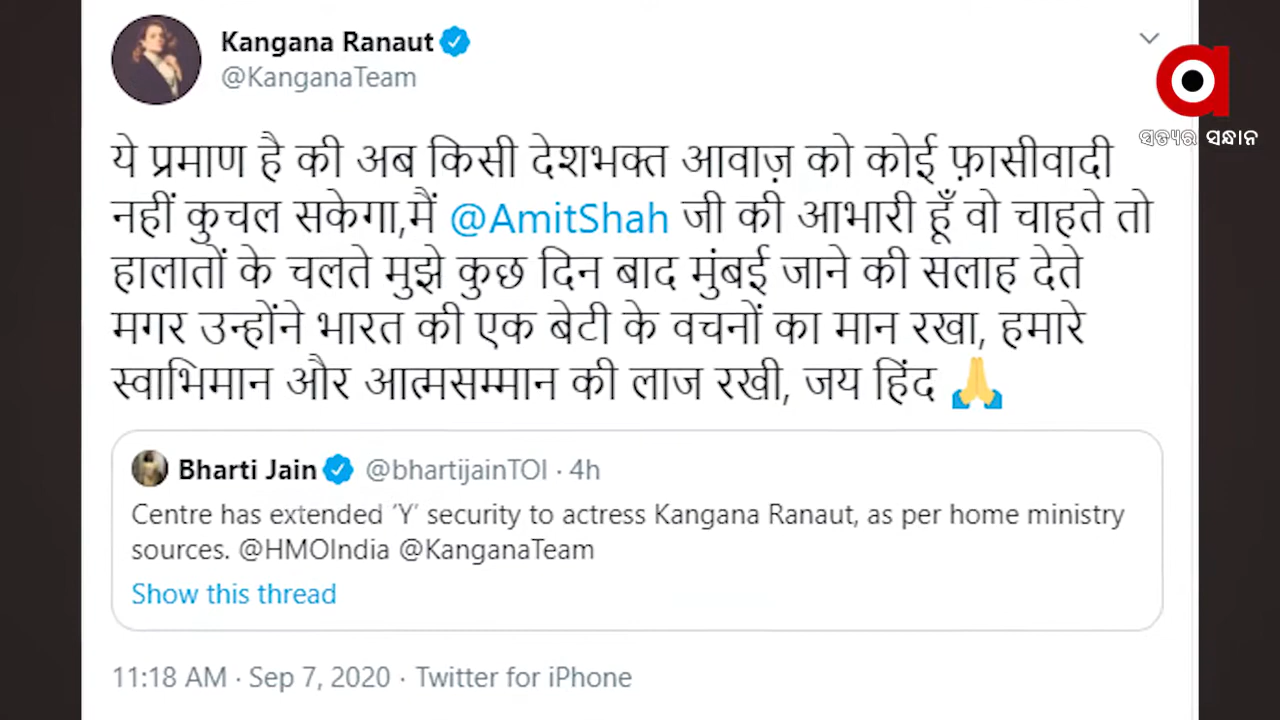 Kangana Ranaut
@KanganaTeam
ସତ୍ୟର ସନ୍ଧାନ
ये प्रमाण है की अब किसी देशभक्त आवाज़ को कोई फ़ासीवादी
नहीं कुचल सकेगा,मैं @AmitShah जी की आभारी हूँ वो चाहते तो
हालातों के चलते मुझे कुछ दिन बाद मुंबई जाने की सलाह देते
मगर उन्होंने भारत की एक बेटी के वचनों का मान रखा, हमारे
स्वाभिमान और आत्मसम्मान की लाज रखी, जय हिंद 🙏
Bharti Jain @bhartijainTOI · 4h
Centre has extended ‘Y’ security to actress Kangana Ranaut, as per home ministry
sources. @HMOIndia @KanganaTeam
Show this thread
11:18 AM · Sep 7, 2020 · Twitter for iPhone